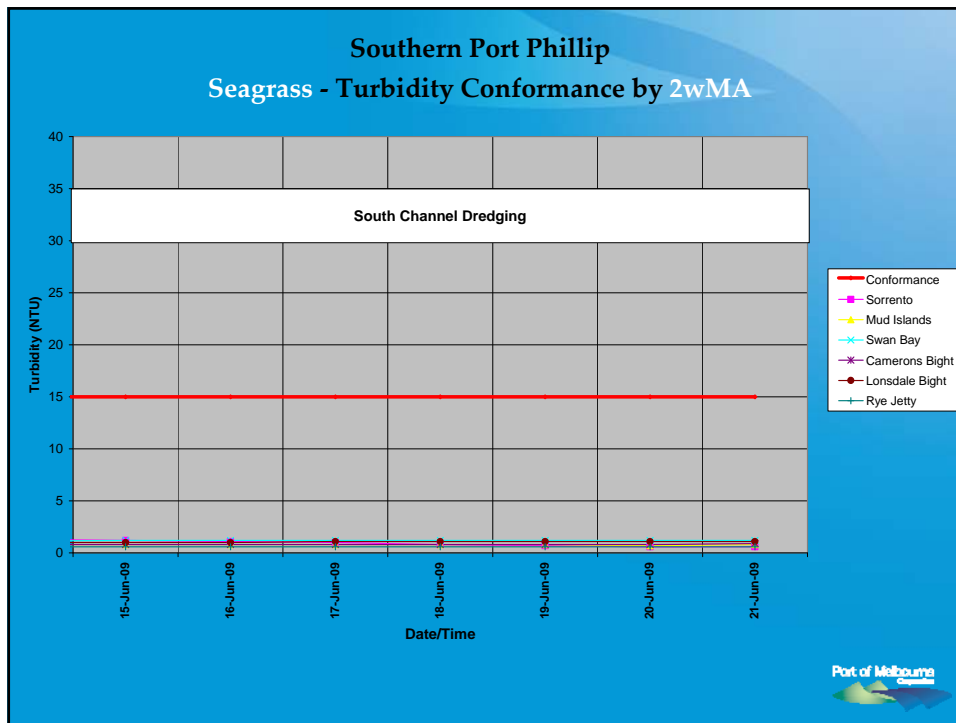 Southern Port Phillip
Seagrass - Turbidity Conformance by 2wMA
40
35
30
25
20
15
10
5
0
Turbidity (NTU)
South Channel Dredging
15-Jun-09
16-Jun-09
17-Jun-09
18-Jun-09
19-Jun-09
20-Jun-09
21-Jun-09
Date/Time
Conformance
Sorrento
Mud Islands
Swan Bay
Camerons Bight
Lonsdale Bight
Rye Jetty
Port of Melbourne
Corporation